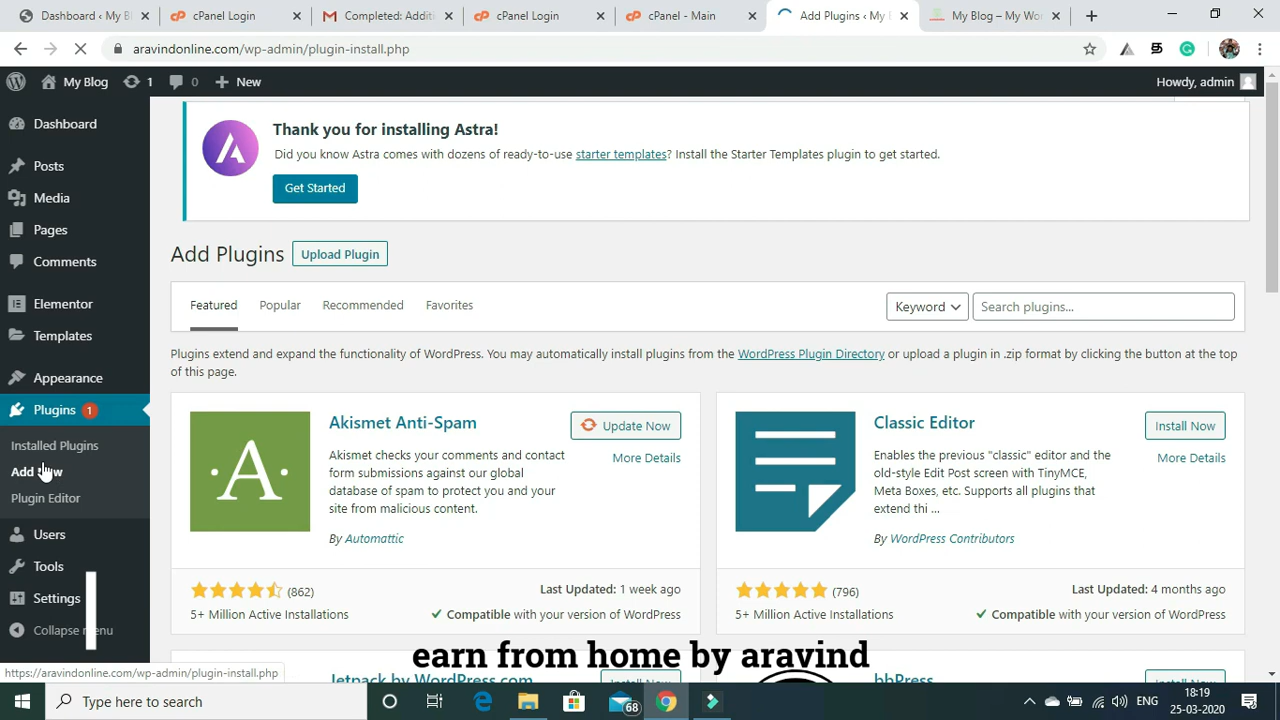 Dashboard ‹ My B
cPanel Login
Completed: Additi
cPanel Login
cPanel - Main
Add Plugins ‹ My B
My Blog – My Wo
aravindonline.com/wp-admin/plugin-install.php
My Blog
1
0
New
Howdy, admin
Dashboard
Posts
Media
Pages
Comments
Elementor
Templates
Appearance
Plugins 1
Installed Plugins
Plugin Editor
Users
Tools
Settings
Collapse menu
Thank you for installing Astra!
Did you know Astra comes with dozens of ready-to-use starter templates? Install the Starter Templates plugin to get started.
Get Started
Add Plugins
Upload Plugin
Featured
Popular
Recommended
Favorites
Keyword
Search plugins...
Plugins extend and expand the functionality of WordPress. You may automatically install plugins from the WordPress Plugin Directory or upload a plugin in .zip format by clicking the button at the top
of this page.
Akismet Anti-Spam
Update Now
More Details
Akismet checks your comments and contact
form submissions against our global
database of spam to protect you and your
site from malicious content.
By Automattic
(862)
5+ Million Active Installations
Last Updated: 1 week ago
Compatible with your version of WordPress
Classic Editor
Install Now
More Details
Enables the previous "classic" editor and the
old-style Edit Post screen with TinyMCE,
Meta Boxes, etc. Supports all plugins that
extend thi ...
By WordPress Contributors
(796)
5+ Million Active Installations
Last Updated: 4 months ago
Compatible with your version of WordPress
earn from home by aravind
Jetpack by WordPress.com
Install Now
bbPress
Install Now
https://aravindonline.com/wp-admin/plugin-install.php
Type here to search
68
ENG
18:19
25-03-2020